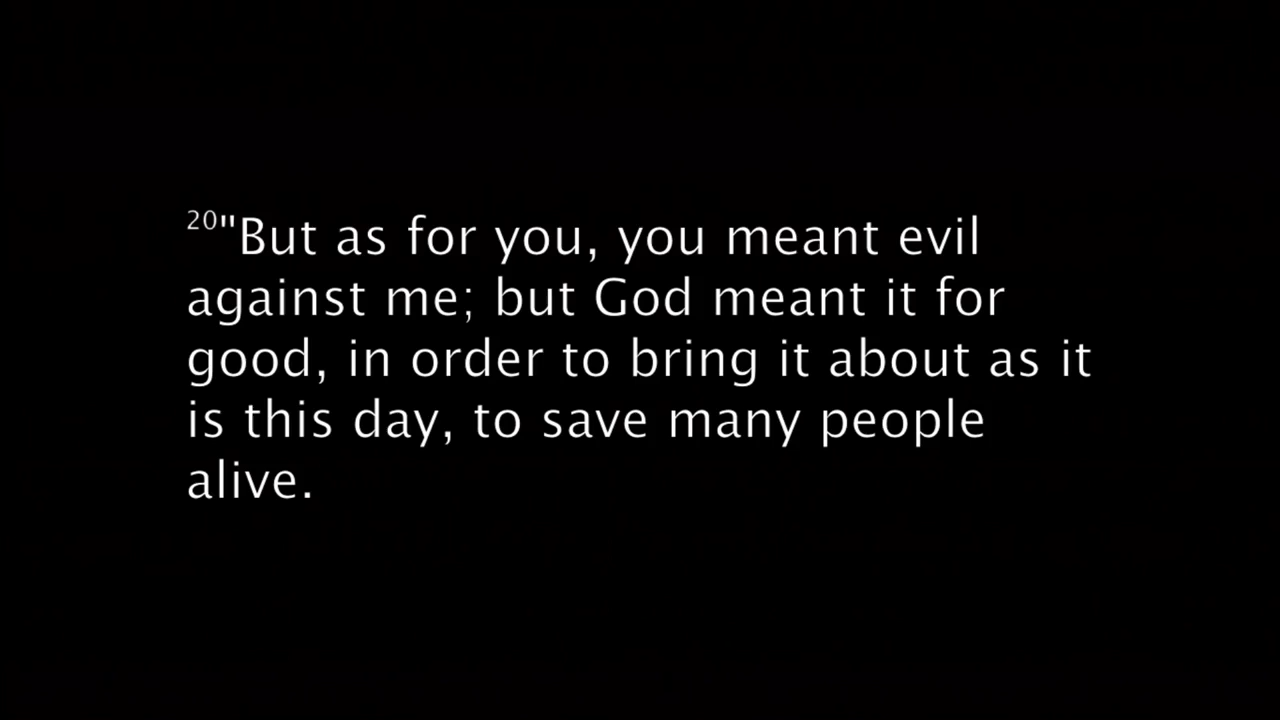 20"But as for you, you meant evil
against me; but God meant it for
good, in order to bring it about as it
is this day, to save many people
alive.